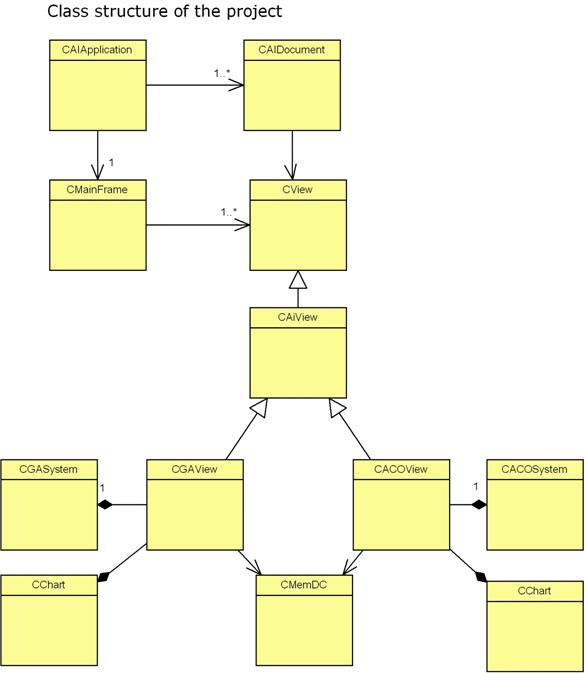 Class structure of the project
CAIApplication
CAIDocument
1..*
1
CMainFrame
CView
1..*
CAiView
CGASystem
CGAView
CACOView
CACOSystem
1
1
CChart
CMemDC
CChart